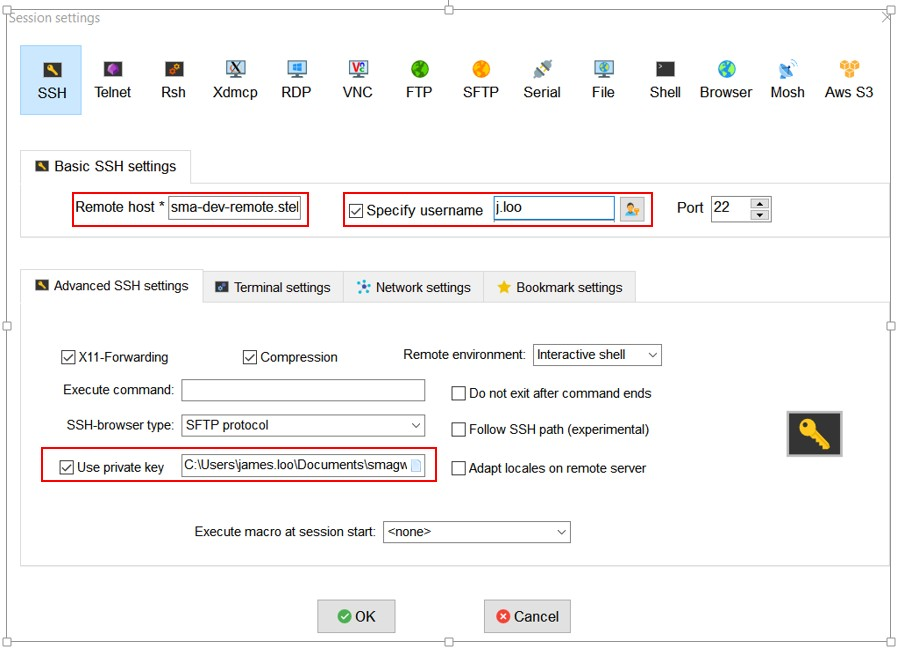 Session settings
SSH Telnet Rsh Xdmcp RDP VNC FTP SFTP Serial File Shell Browser Mosh Aws S3
Basic SSH settings
Remote host * sma-dev-remote.stel Specify username j.loo Port 22
Advanced SSH settings Terminal settings Network settings Bookmark settings
X11-Forwarding Compression Remote environment: Interactive shell
Execute command: Do not exit after command ends
SSH-browser type: SFTP protocol Follow SSH path (experimental)
Use private key C:\Users\james.loo\Documents\smagw Adapt locales on remote server
Execute macro at session start: <none>
OK Cancel